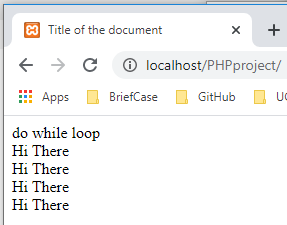 Title of the document
localhost/PHPproject/
Apps BriefCase GitHub UC
do while loop
Hi There
Hi There
Hi There
Hi There